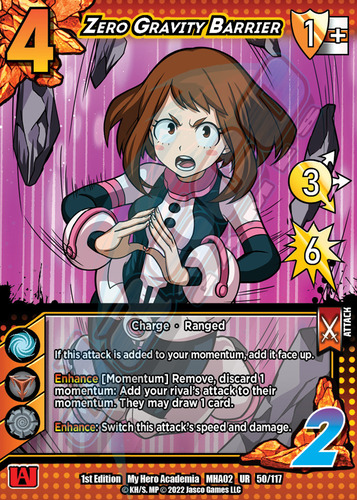 4
ZERO GRAVITY BARRIER
1 +
3
6
ATTACK
Charge • Ranged
If this attack is added to your momentum, add it face up.
Enhance [Momentum] Remove, discard 1
momentum: Add your rival's attack to their
momentum. They may draw 1 card.
Enhance: Switch this attack's speed and damage.
2
1st Edition My Hero Academia MHA02 UR 50/117
© KH/S. MP © 2022 Jasco Games LLC